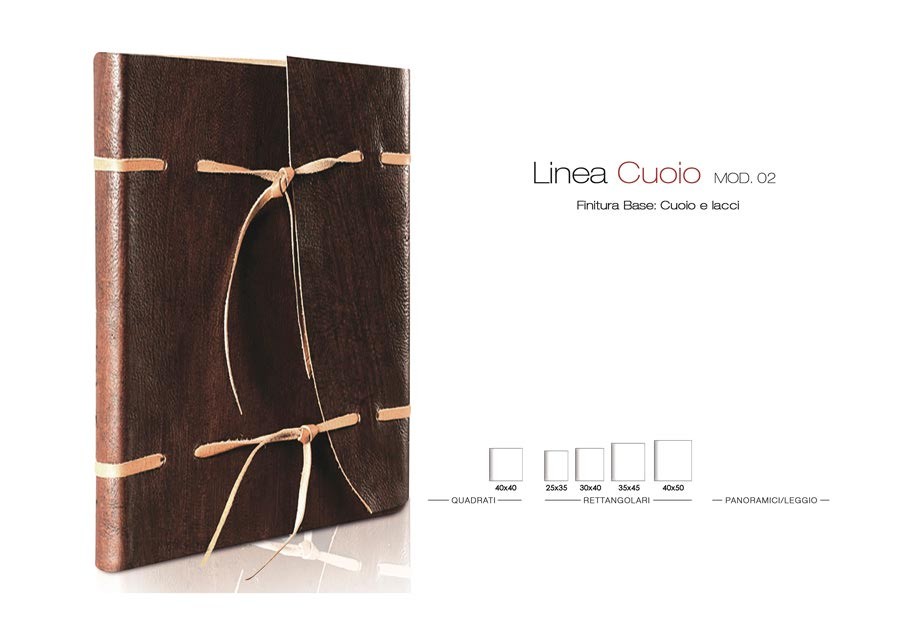 Linea Cuoio MOD. 02
Finitura Base: Cuoio e lacci
40x40 25x35 30x40 35x45 40x50
QUADRATI RETTANGOLARI PANORAMICI/LEGGIO